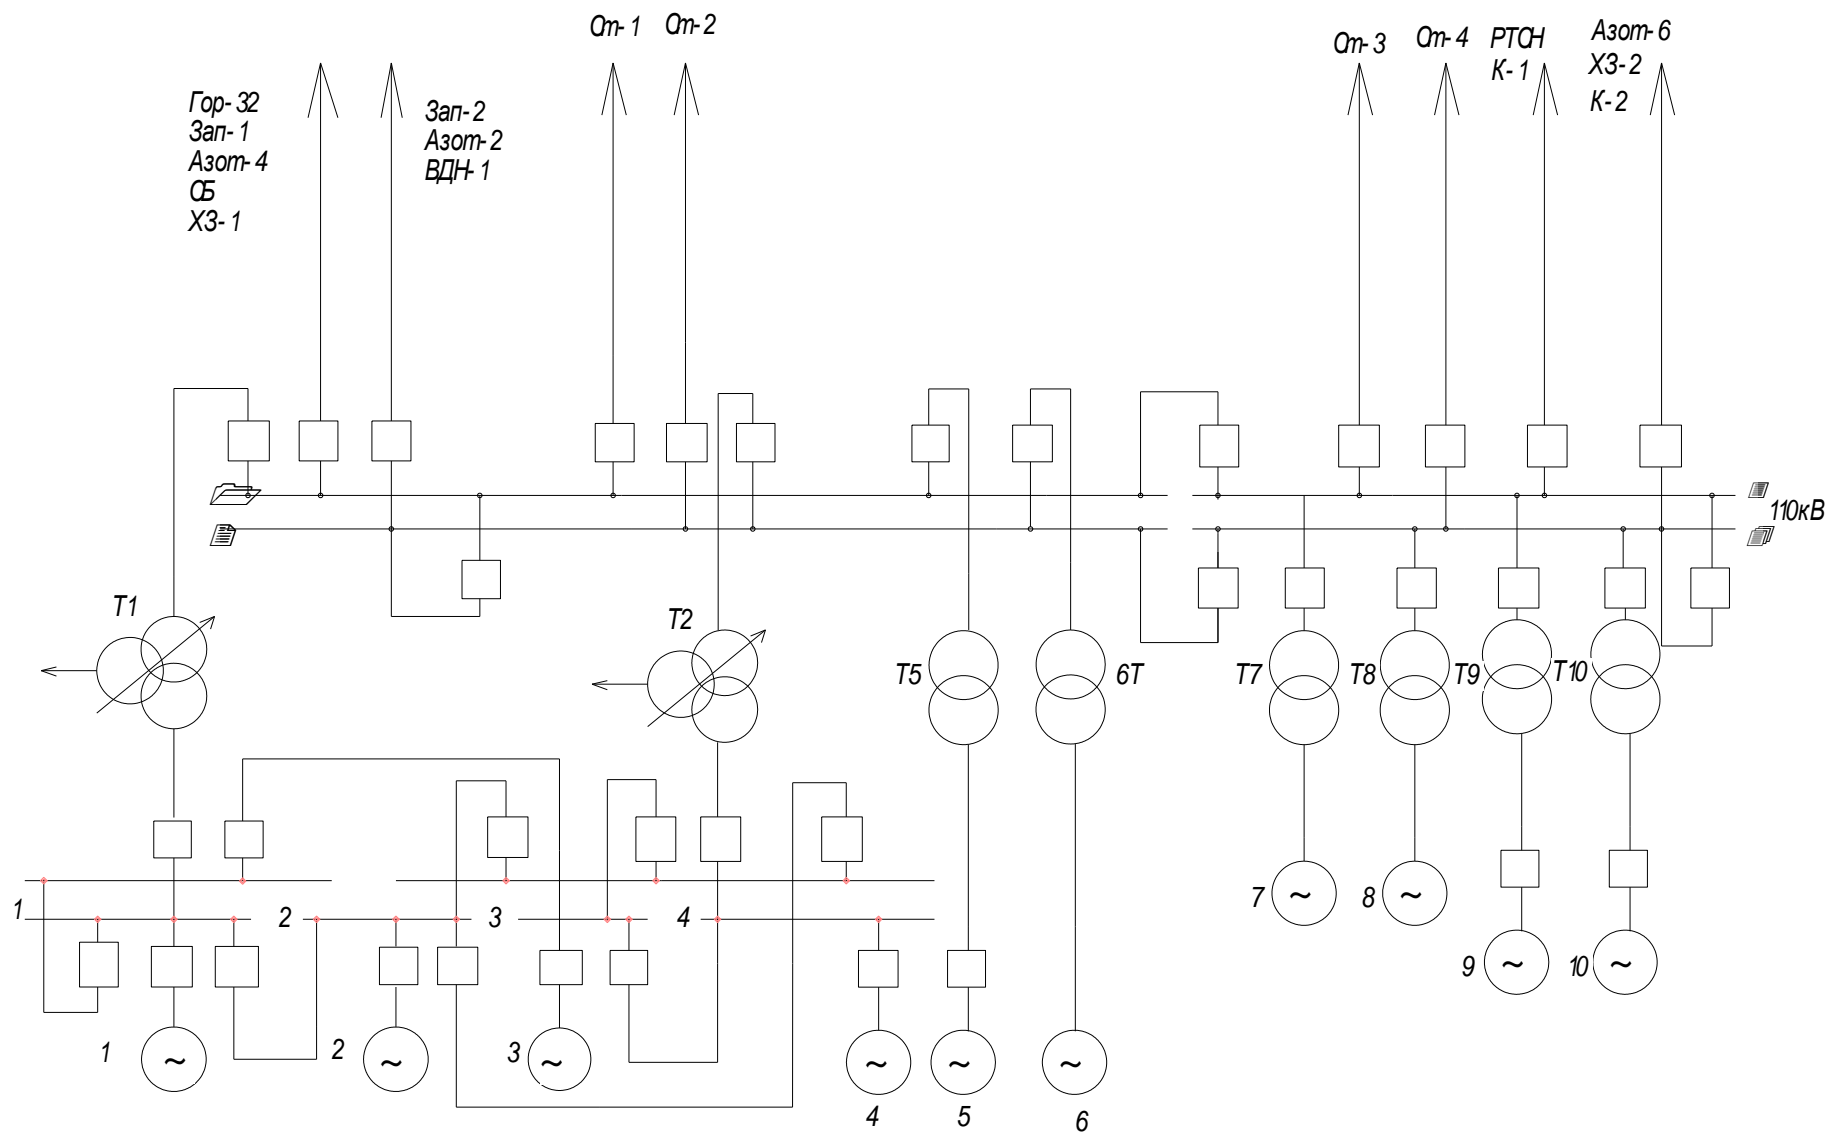 От-1
От-2
От-3
От-4
РТСН
К-1
Азот-6
ХЗ-2
К-2
Гор-32
Зап-1
Азот-4
СБ
ХЗ-1
Зап-2
Азот-2
ВДН-1
110кВ
Т1
Т2
Т5
6Т
Т7
Т8
Т9
Т10
1
2
3
4
7
~
8
~
9
~
10
~
1
~
2
~
3
~
~
4
~
5
~
6